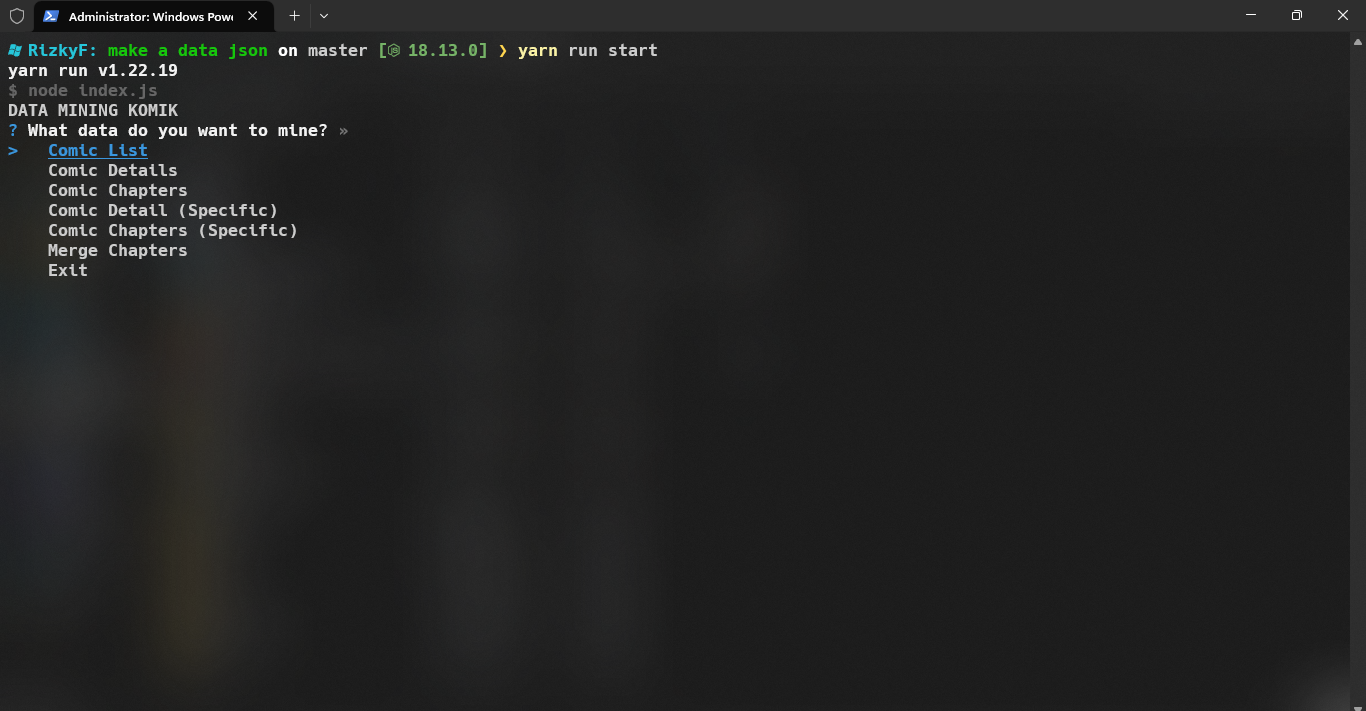 Administrator: Windows Pow
RizkyF: make a data json on master [ 18.13.0] ❯ yarn run start
yarn run v1.22.19
$ node index.js
DATA MINING KOMIK
? What data do you want to mine? »
> Comic List
Comic Details
Comic Chapters
Comic Detail (Specific)
Comic Chapters (Specific)
Merge Chapters
Exit